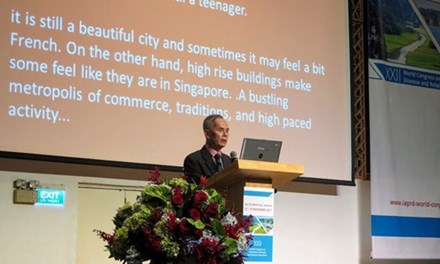 a teenager.
it is still a beautiful city and sometimes it may feel a bit
French. On the other hand, high rise buildings make
some feel like they are in Singapore. .A bustling
metropolis of commerce, traditions, and high paced
activity...
EXIT
XXII
World Congress